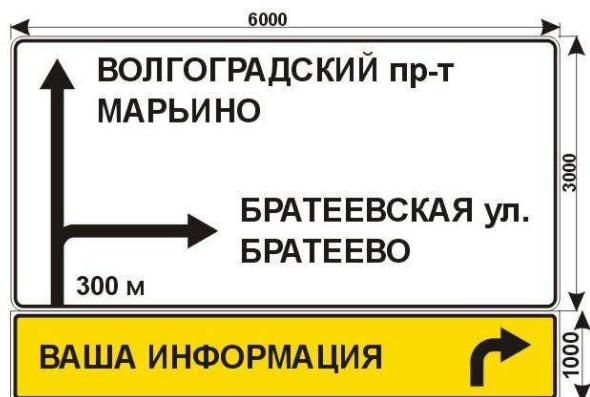 6000
ВОЛГОГРАДСКИЙ пр-т
МАРЬИНО
3000
БРАТЕЕВСКАЯ ул.
БРАТЕЕВО
300 м
ВАША ИНФОРМАЦИЯ
1000